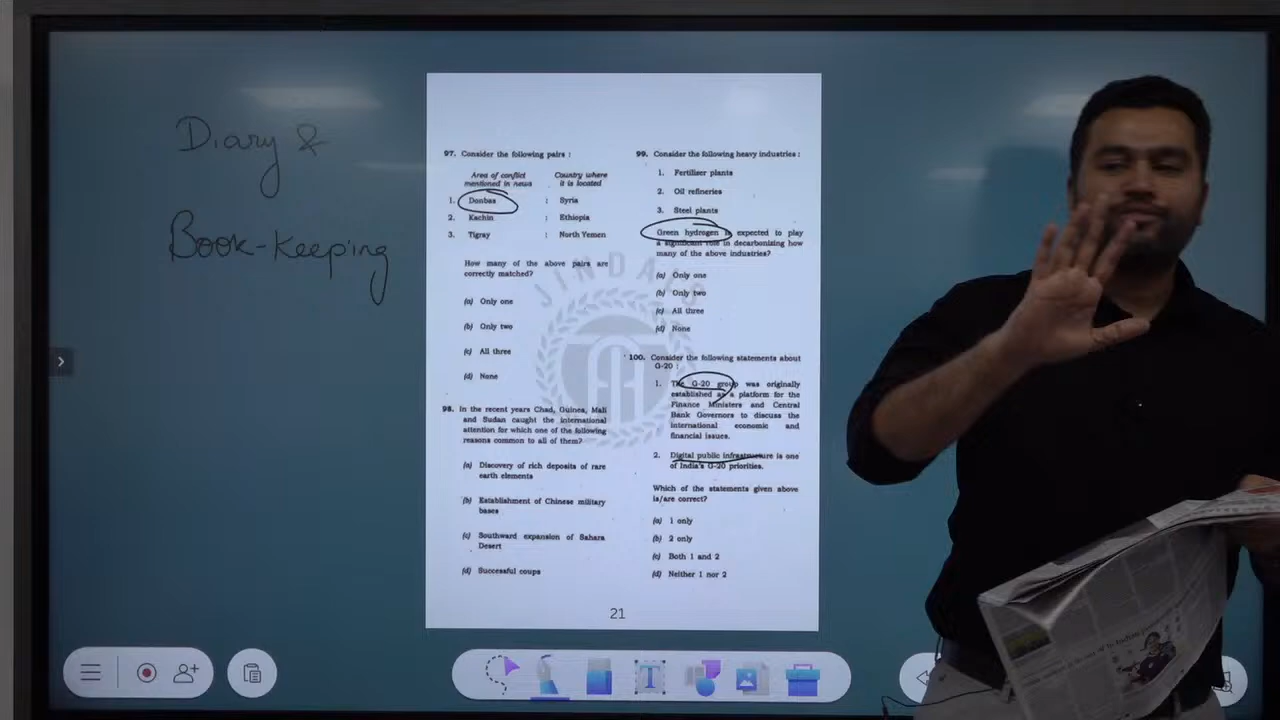 Diary &
Book-Keeping
97. Consider the following pairs :
Area of conflict mentioned in news
Country where it is located
1. Donbas : Syria
2. Kachin : Ethiopia
3. Tigray : North Yemen
How many of the above pairs are
correctly matched?
(a) Only one
(b) Only two
(c) All three
(d) None
98. In the recent years Chad, Guinea, Mali
and Sudan caught the international
attention for which one of the following
reasons common to all of them?
(a) Discovery of rich deposits of rare
earth elements
(b) Establishment of Chinese military
bases
(c) Southward expansion of Sahara
Desert
(d) Successful coups
99. Consider the following heavy industries :
1. Fertilizer plants
2. Oil refineries
3. Steel plants
Green hydrogen is expected to play
a significant role in decarbonizing how
many of the above industries?
(a) Only one
(b) Only two
(c) All three
(d) None
100. Consider the following statements about
G-20 :
1. The G-20 group was originally
established as a platform for the
Finance Ministers and Central
Bank Governors to discuss the
international economic and
financial issues.
2. Digital public infrastructure is one
of India's G-20 priorities.
Which of the statements given above
is/are correct?
(a) 1 only
(b) 2 only
(c) Both 1 and 2
(d) Neither 1 nor 2
21